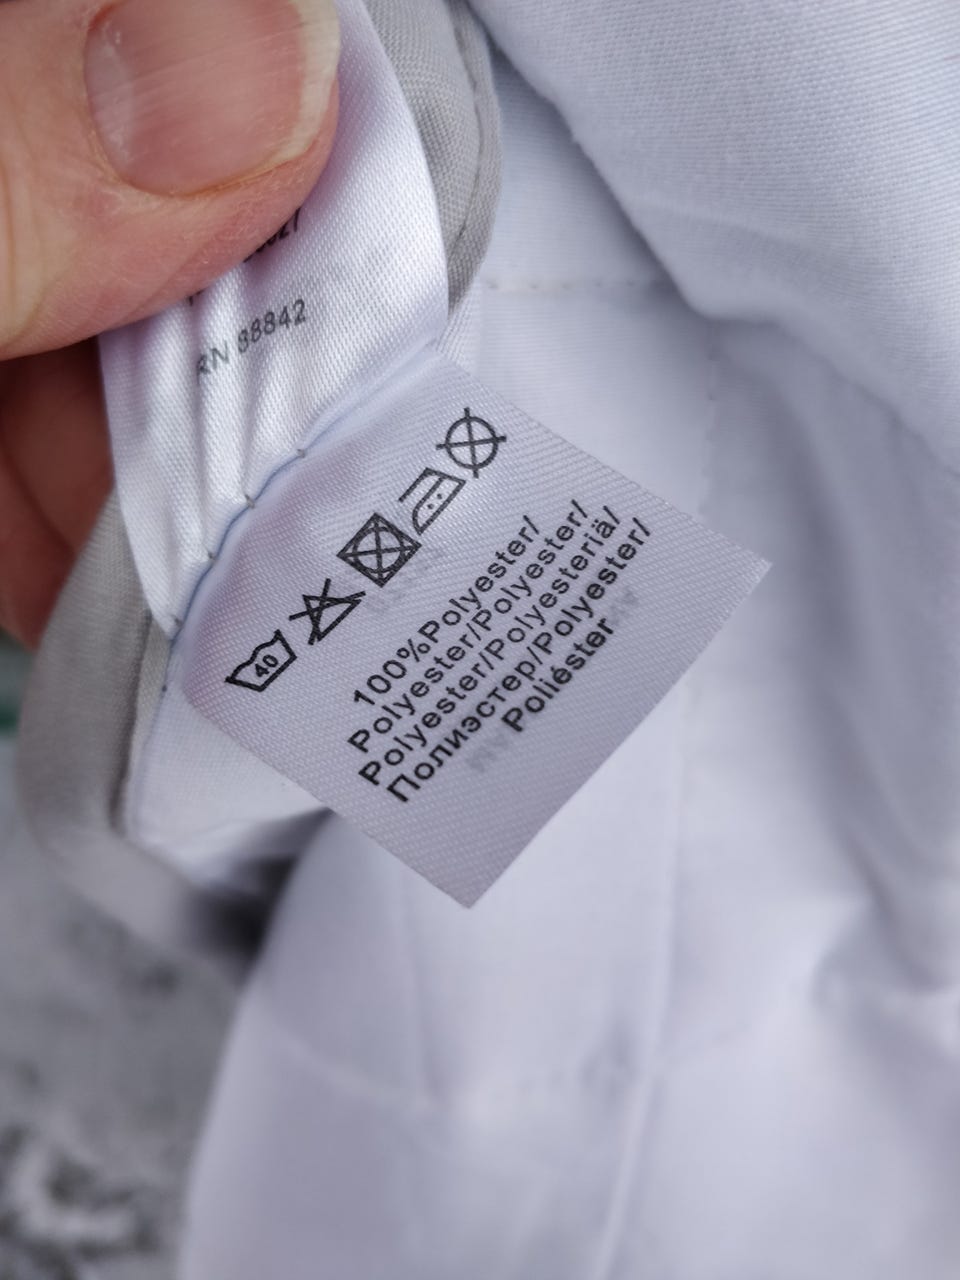 RN 88842
40
100%Polyester/
Polyester/Polyester/
Polyester/Polyesteriä/
Полиэстер/Polyester/
Poliéster